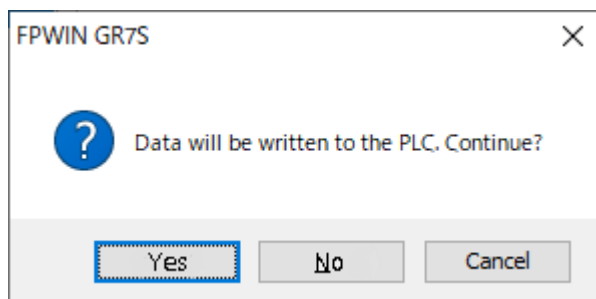 FPWIN GR7S
Data will be written to the PLC. Continue?
Yes No Cancel